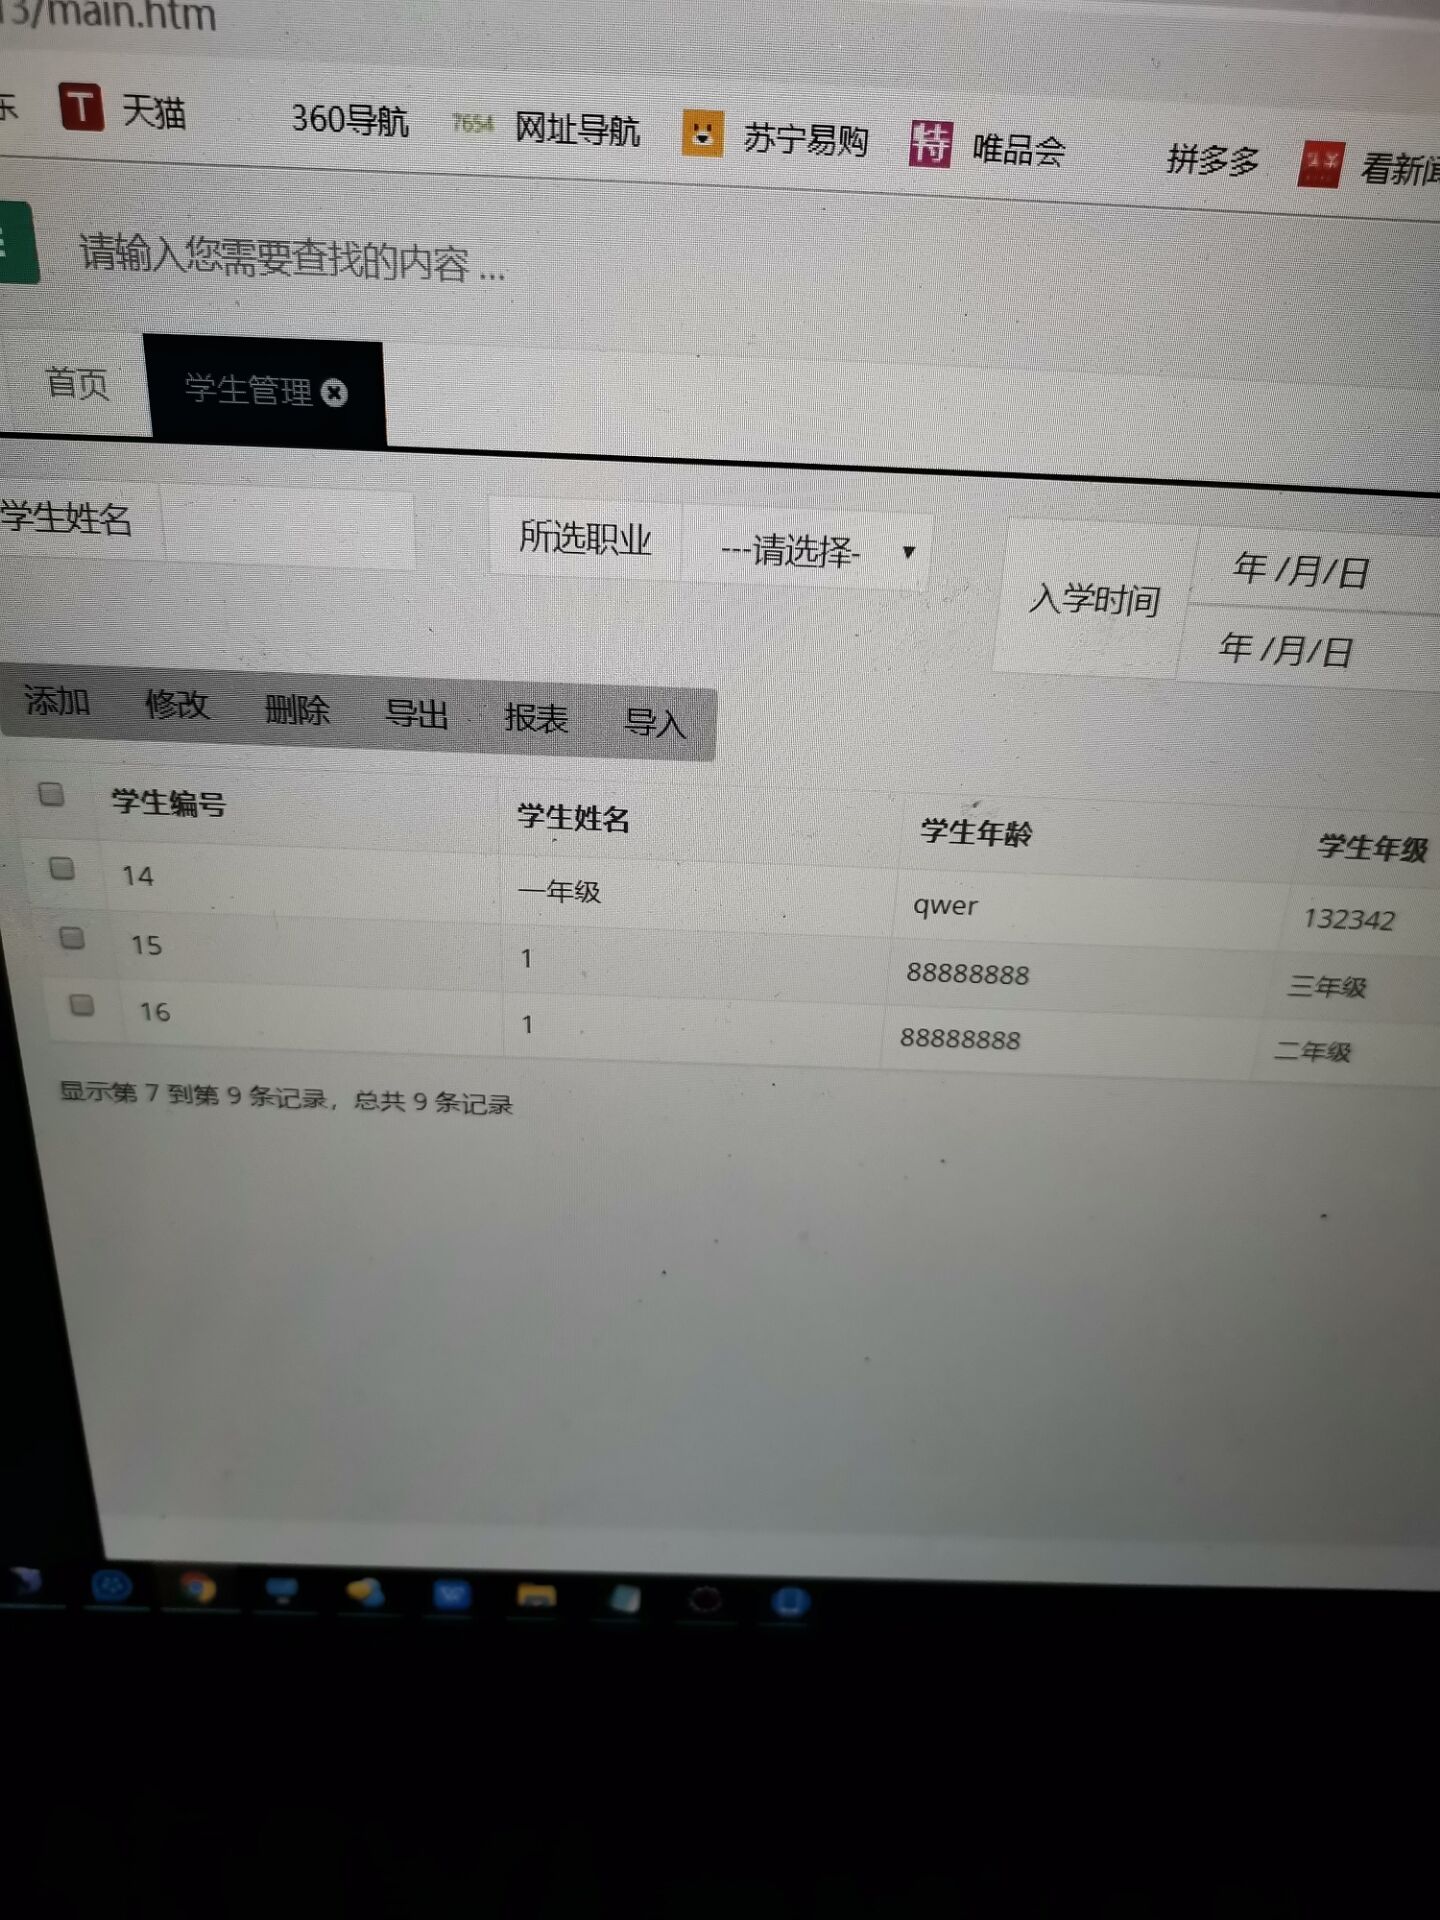 13/main.htm
东 天猫 360导航 7654 网址导航 苏宁易购 特 唯品会 拼多多 看新闻
请输入您需要查找的内容 ...
首页 学生管理
学生姓名 所选职业 ---请选择- 入学时间 年 /月/日
年 /月/日
添加 修改 删除 导出 报表 导入
学生编号 学生姓名 学生年龄 学生年级
14 一年级 qwer 132342
15 1 88888888 三年级
16 1 88888888 二年级
显示第 7 到第 9 条记录，总共 9 条记录